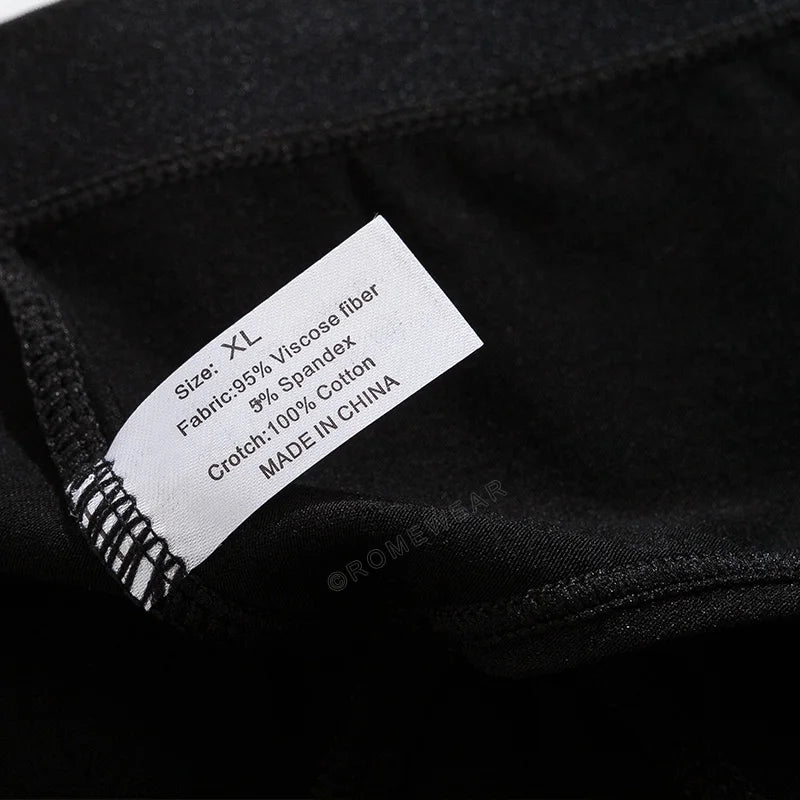 Size: XL
Fabric:95% Viscose fiber
5% Spandex
Crotch:100% Cotton
MADE IN CHINA
©ROMEWEAR